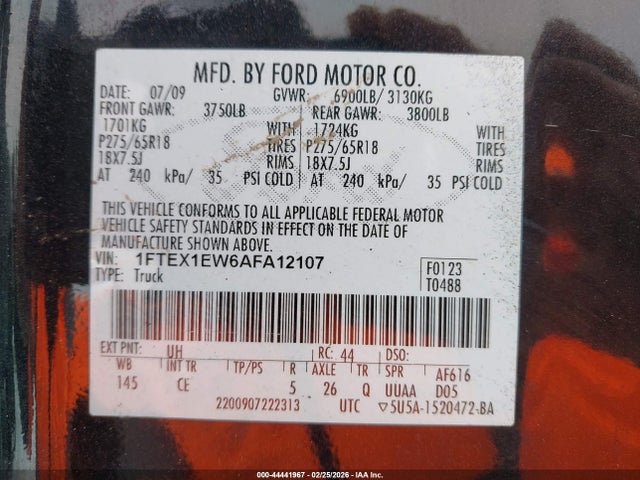 MFD. BY FORD MOTOR CO.
DATE: 07/09 GVWR: 6900LB/ 3130KG
FRONT GAWR: 3750LB REAR GAWR: 3800LB
1701KG WITH 1724KG WITH
P275/65R18 TIRES P275/65R18 TIRES
18X7.5J RIMS 18X7.5J RIMS
AT 240 kPa/ 35 PSI COLD AT 240 kPa/ 35 PSI COLD
THIS VEHICLE CONFORMS TO ALL APPLICABLE FEDERAL MOTOR
VEHICLE SAFETY STANDARDS IN EFFECT ON THE DATE OF
MANUFACTURE SHOWN ABOVE.
VIN: 1FTEX1EW6AFA12107 F0123
TYPE: Truck T0488
EXT PNT: UH RC: 44 DSO:
WB INT TR TP/PS R AXLE TR SPR AF616
145 CE 5 26 Q UUAA D05
2200907222313 UTC ▽5U5A-1520472-BA
000-44441967 - 02/25/2026 - IAA Inc.